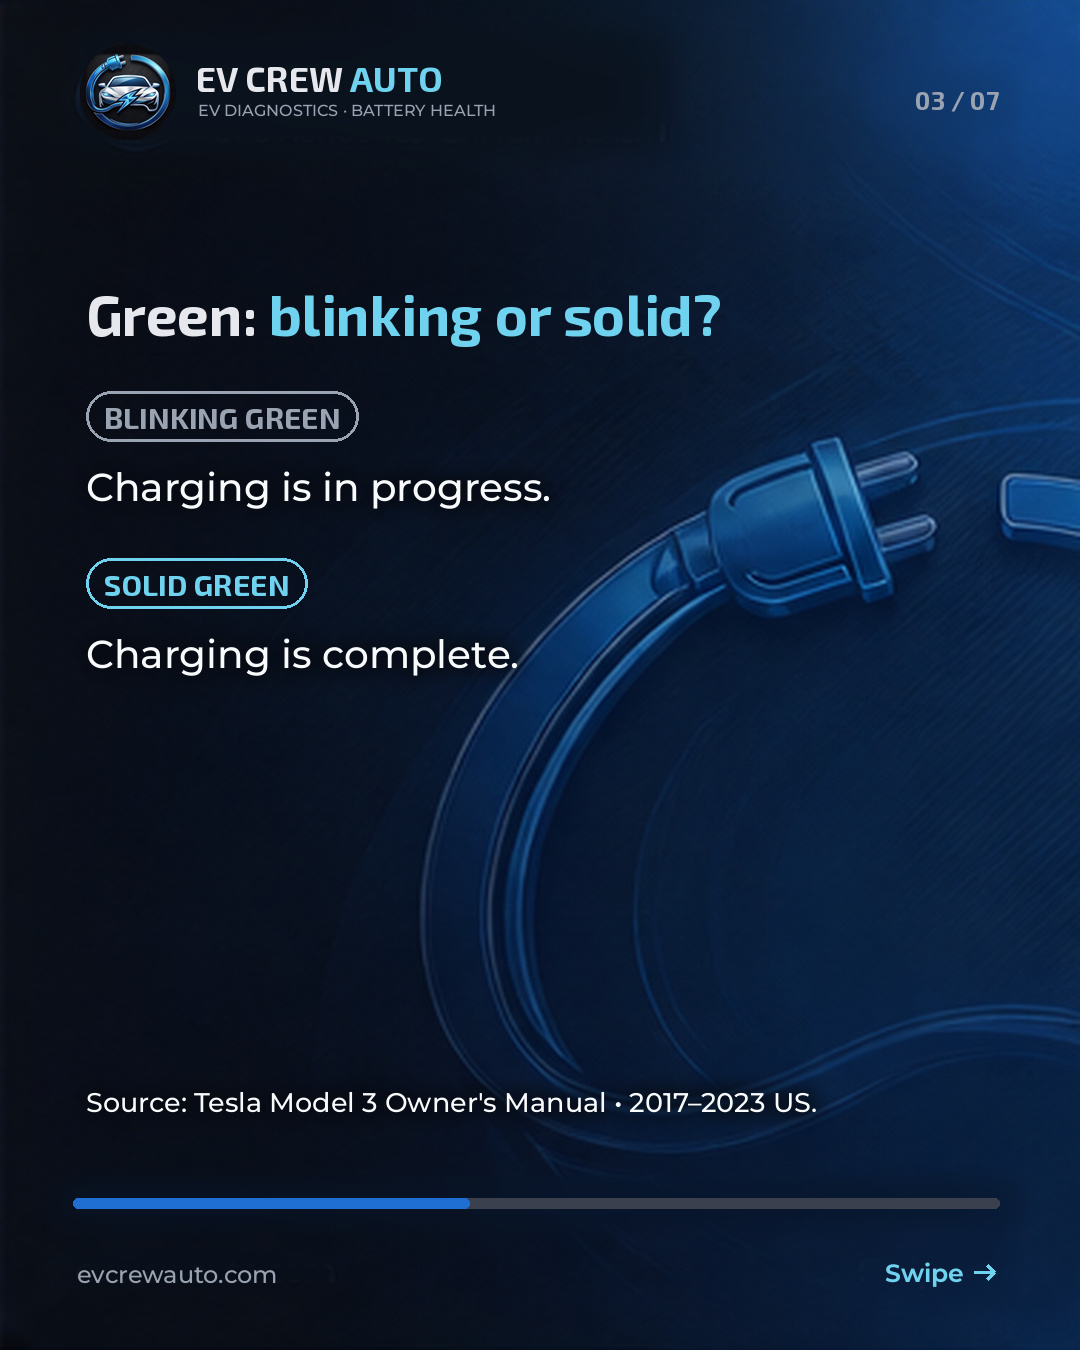 EV CREW AUTO
EV DIAGNOSTICS · BATTERY HEALTH
03 / 07
Green: blinking or solid?
BLINKING GREEN
Charging is in progress.
SOLID GREEN
Charging is complete.
Source: Tesla Model 3 Owner's Manual • 2017–2023 US.
evcrewauto.com
Swipe →